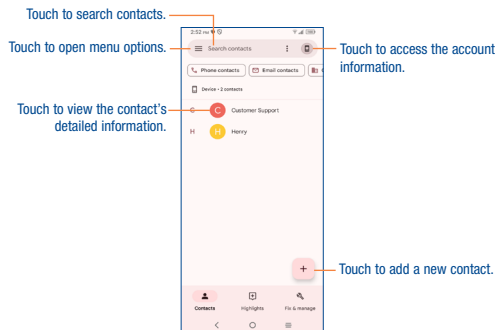 Touch to search contacts.
2:52 PM
Touch to open menu options.
Search contacts
Touch to access the account
information.
Phone contacts
Email contacts
Device • 2 contacts
Touch to view the contact's
detailed information.
C
C
Customer Support
H
H
Henry
+
Touch to add a new contact.
Contacts
Highlights
Fix & manage